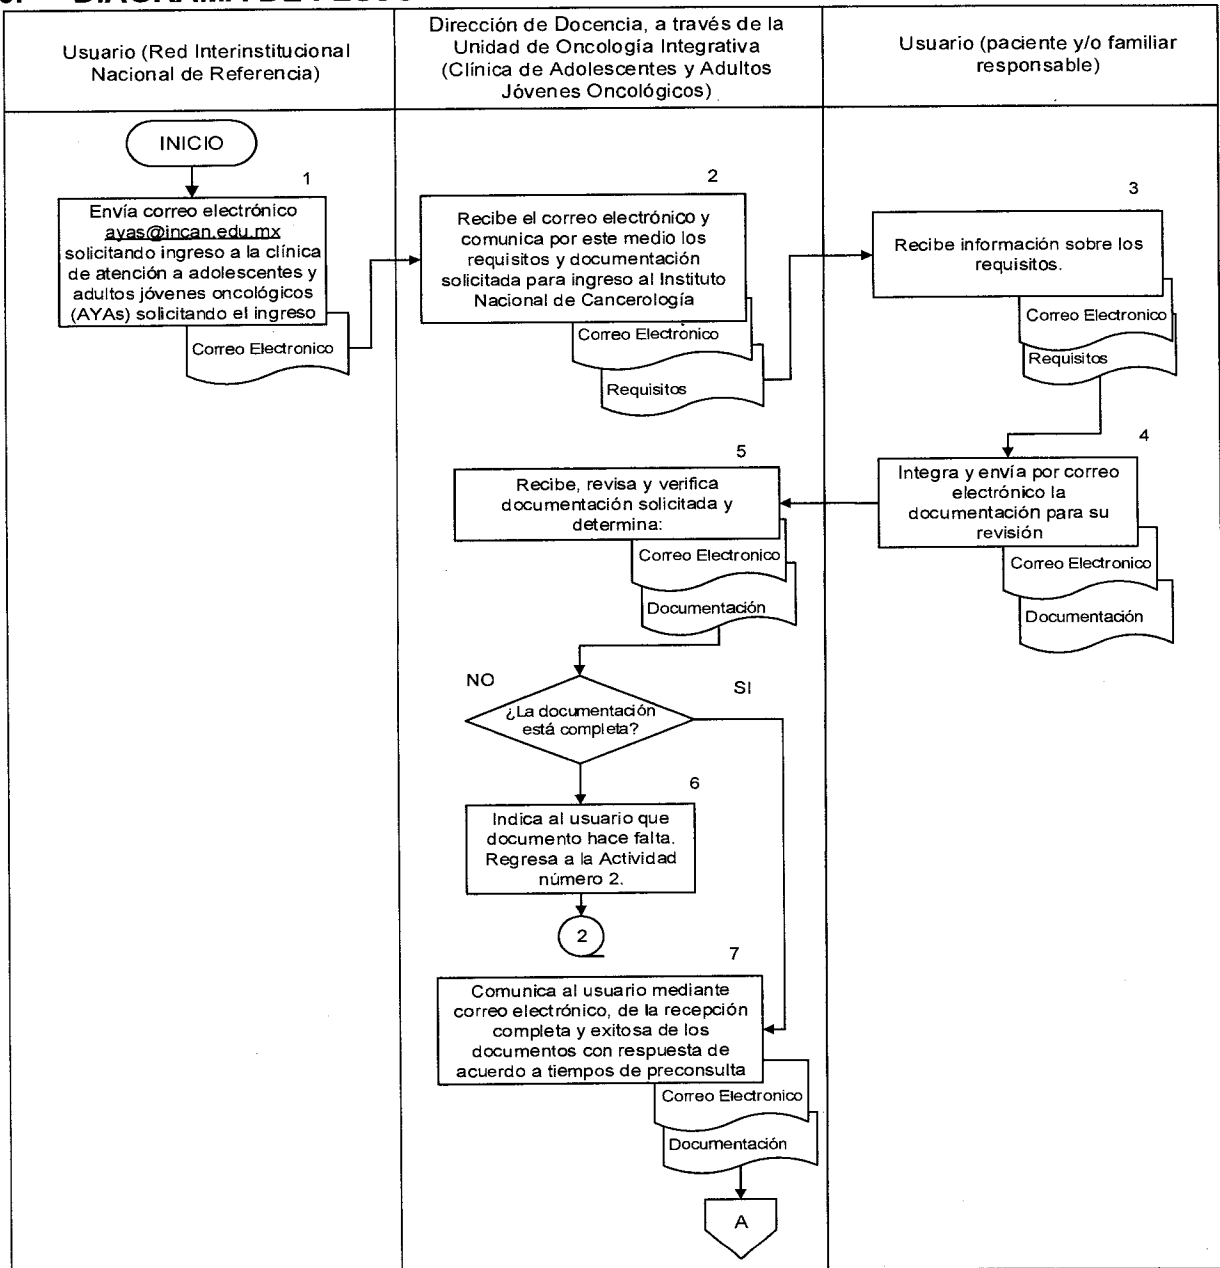 DIAGRAMA DE FLUJO
Usuario (Red Interinstitucional
Nacional de Referencia)
Dirección de Docencia, a través de la
Unidad de Oncología Integrativa
(Clínica de Adolescentes y Adultos
Jóvenes Oncológicos)
Usuario (paciente y/o familiar
responsable)
INICIO
1
Envía correo electrónico
ayas@incan.edu.mx
solicitando ingreso a la clínica
de atención a adolescentes y
adultos jóvenes oncológicos
(AYAs) solicitando el ingreso
Correo Electronico
2
Recibe el correo electrónico y
comunica por este medio los
requisitos y documentación
solicitada para ingreso al Instituto
Nacional de Cancerología
Correo Electrónico
Requisitos
3
Recibe información sobre los
requisitos.
Correo Electronico
Requisitos
4
Integra y envía por correo
electrónico la
documentación para su
revisión
Correo Electronico
Documentación
5
Recibe, revisa y verifica
documentación solicitada y
determina:
Correo Electronico
Documentación
NO
SI
¿La documentación
está completa?
6
Indica al usuario que
documento hace falta.
Regresa a la Actividad
número 2.
2
7
Comunica al usuario mediante
correo electrónico, de la recepción
completa y exitosa de los
documentos con respuesta de
acuerdo a tiempos de preconsulta
Correo Electronico
Documentación
A